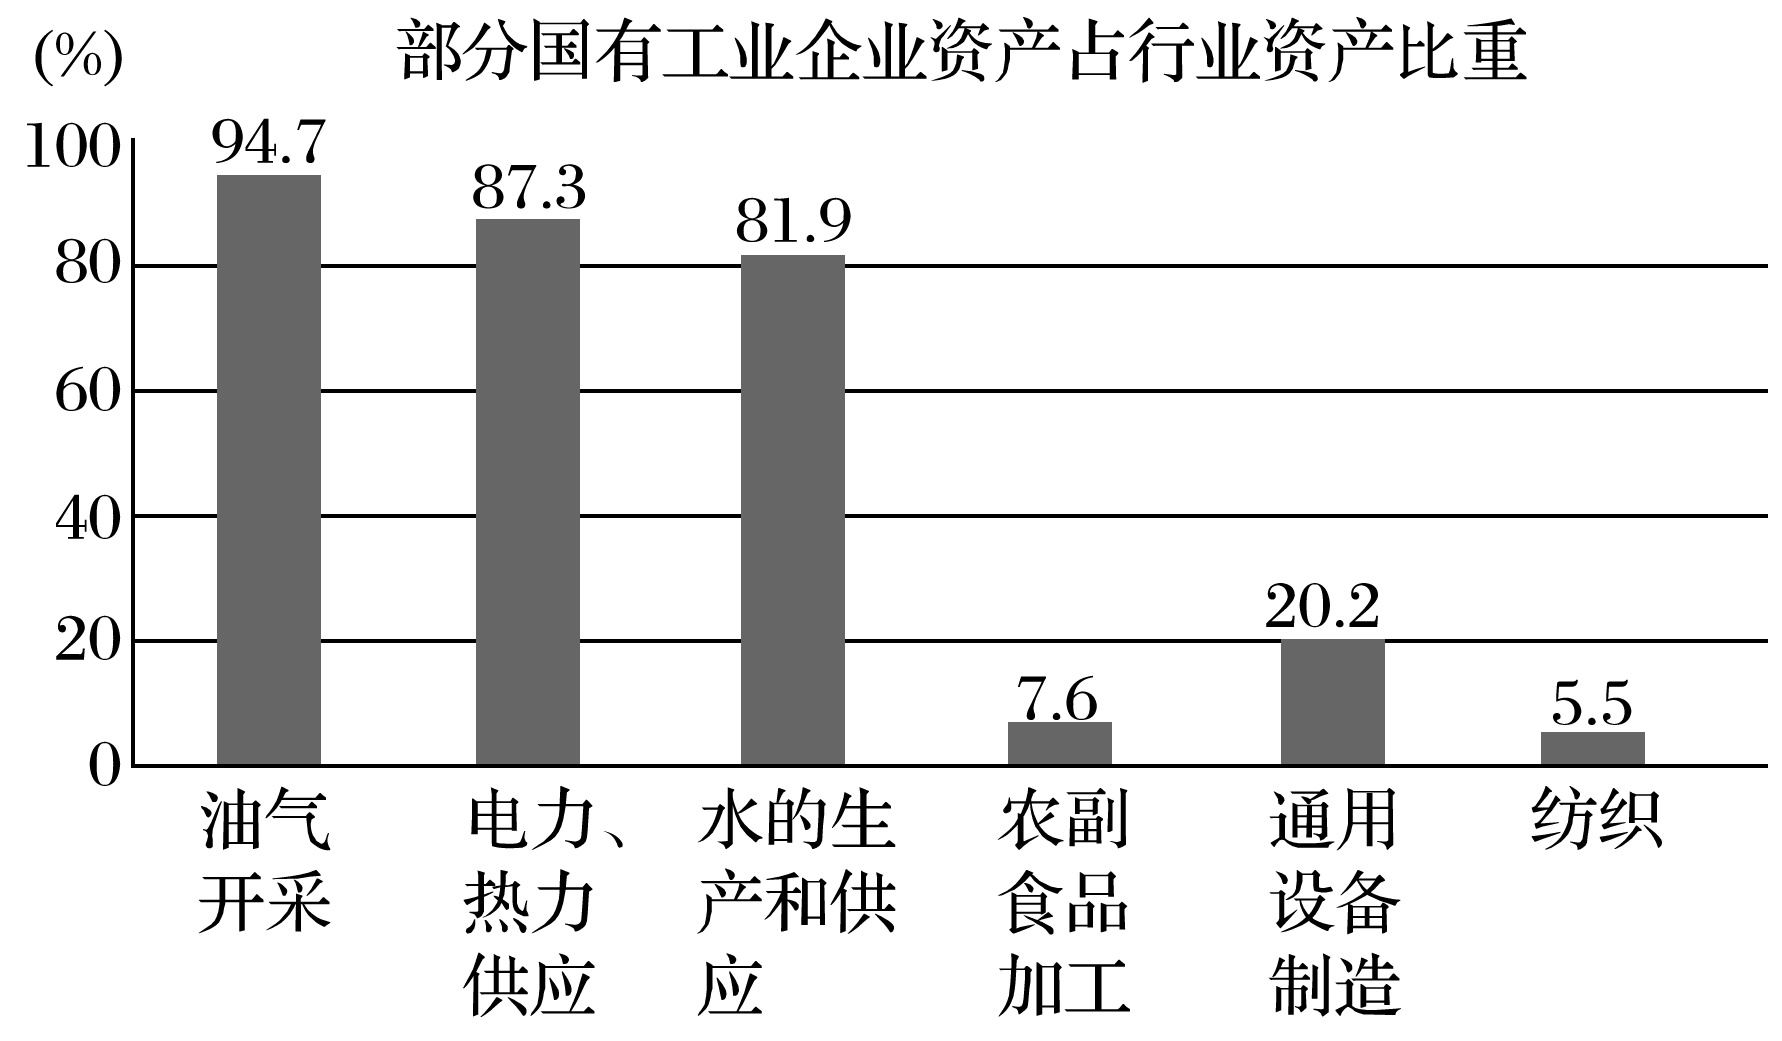 (%)
部分国有工业企业资产占行业资产比重
100
80
60
40
20
0
94.7
87.3
81.9
7.6
20.2
5.5
油气
开采
电力、
热力
供应
水的生
产和供
应
农副
食品
加工
通用
设备
制造
纺织